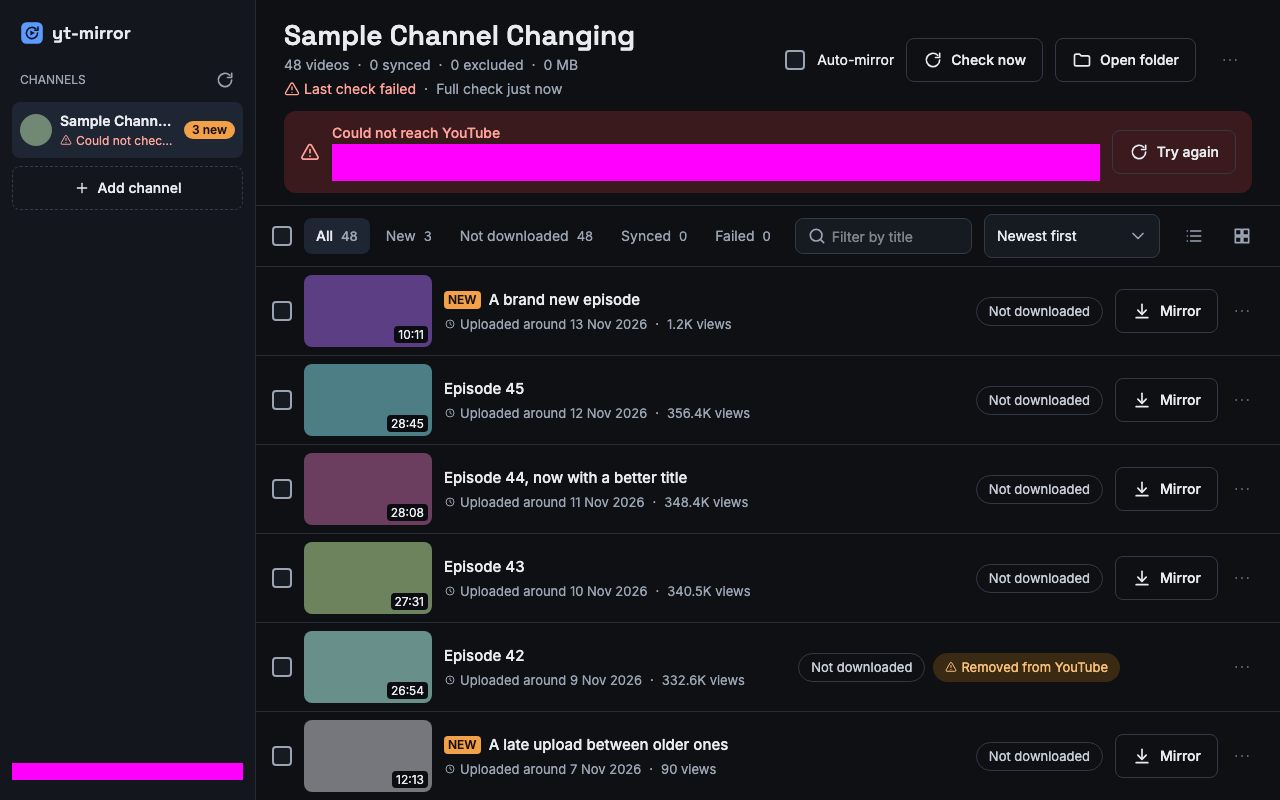 yt-mirror
CHANNELS
Sample Chann...
Could not chec...
3 new
Add channel
Sample Channel Changing
48 videos · 0 synced · 0 excluded · 0 MB
Last check failed · Full check just now
Auto-mirror
Check now
Open folder
Could not reach YouTube
Try again
All 48
New 3
Not downloaded 48
Synced 0
Failed 0
Filter by title
Newest first
10:11
NEW A brand new episode
Uploaded around 13 Nov 2026 · 1.2K views
Not downloaded
Mirror
28:45
Episode 45
Uploaded around 12 Nov 2026 · 356.4K views
Not downloaded
Mirror
28:08
Episode 44, now with a better title
Uploaded around 11 Nov 2026 · 348.4K views
Not downloaded
Mirror
27:31
Episode 43
Uploaded around 10 Nov 2026 · 340.5K views
Not downloaded
Mirror
26:54
Episode 42
Uploaded around 9 Nov 2026 · 332.6K views
Not downloaded
Removed from YouTube
12:13
NEW A late upload between older ones
Uploaded around 7 Nov 2026 · 90 views
Not downloaded
Mirror